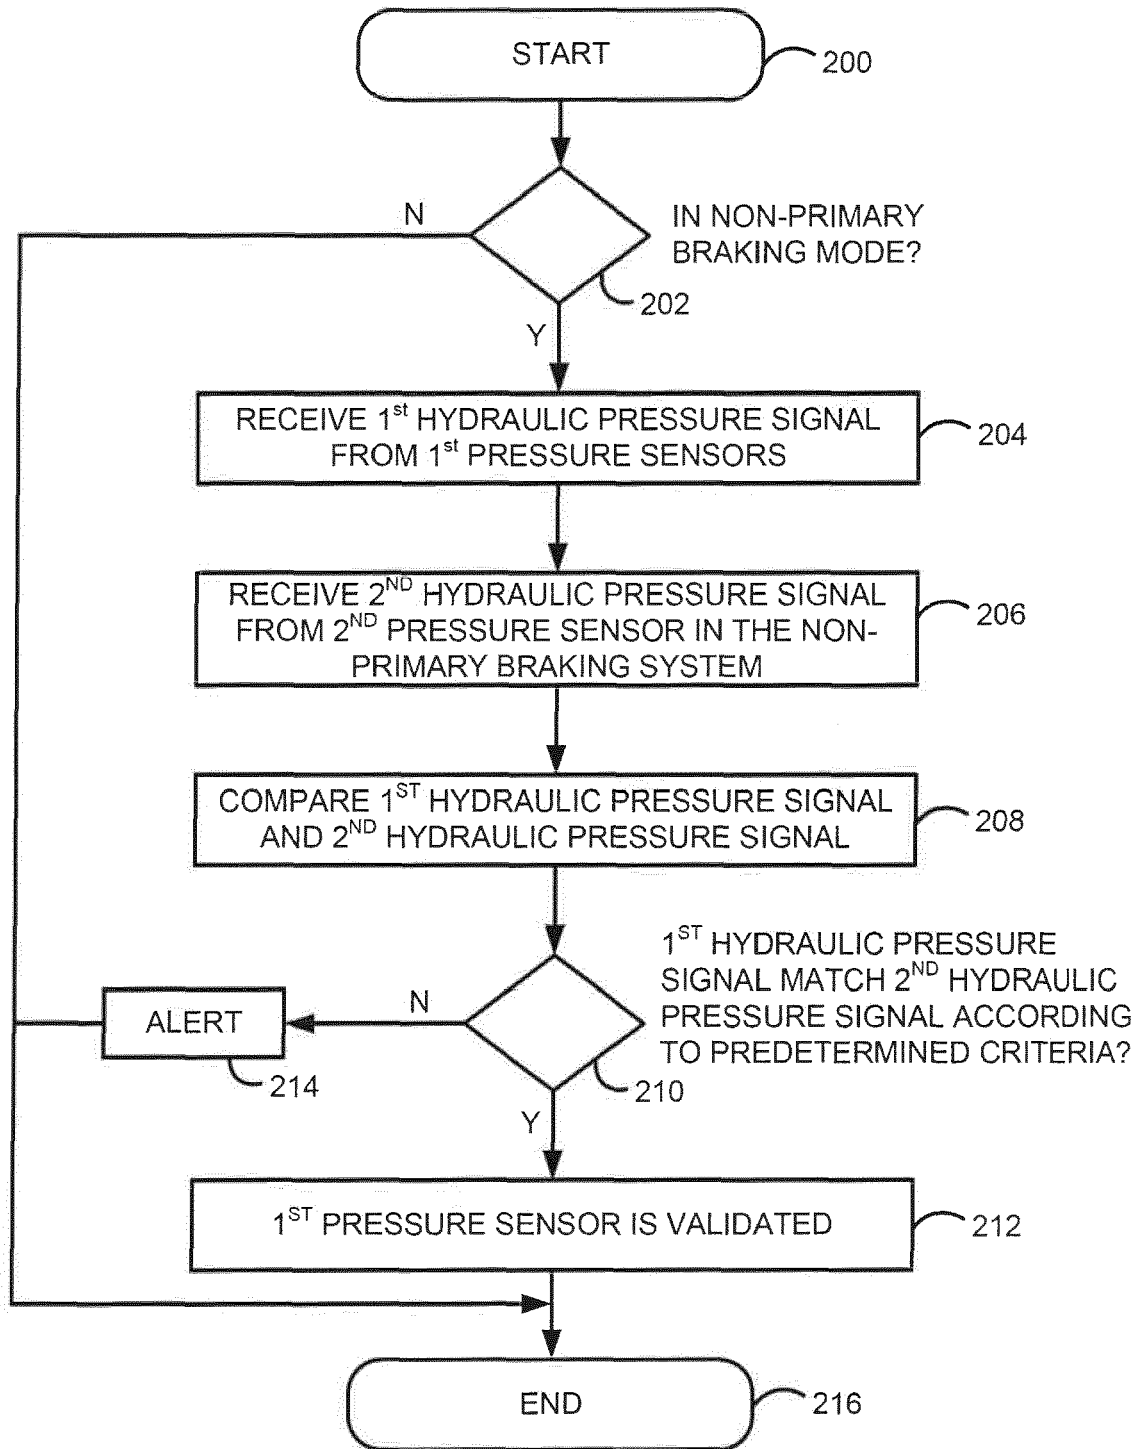 START
200
N
IN NON-PRIMARY
BRAKING MODE?
202
Y
RECEIVE 1st HYDRAULIC PRESSURE SIGNAL
FROM 1st PRESSURE SENSORS
204
RECEIVE 2ND HYDRAULIC PRESSURE SIGNAL
FROM 2ND PRESSURE SENSOR IN THE NON-
PRIMARY BRAKING SYSTEM
206
COMPARE 1ST HYDRAULIC PRESSURE SIGNAL
AND 2ND HYDRAULIC PRESSURE SIGNAL
208
1ST HYDRAULIC PRESSURE
SIGNAL MATCH 2ND HYDRAULIC
PRESSURE SIGNAL ACCORDING
TO PREDETERMINED CRITERIA?
N
ALERT
214
210
Y
1ST PRESSURE SENSOR IS VALIDATED
212
END
216